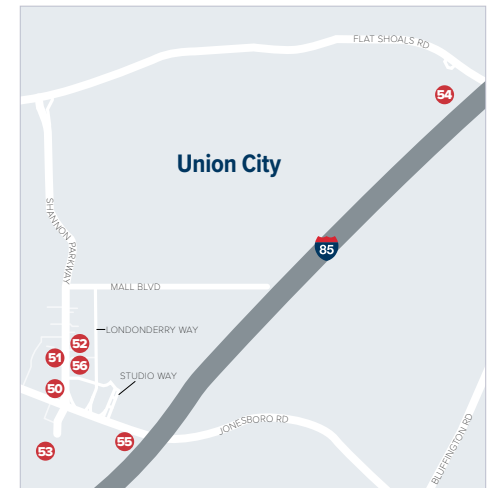 FLAT SHOALS RD
54
Union City
SHANNON PARKWAY
85
MALL BLVD
LONDONDERRY WAY
52
51
56
STUDIO WAY
50
JONESBORO RD
BLUFFINGTON RD
55
53